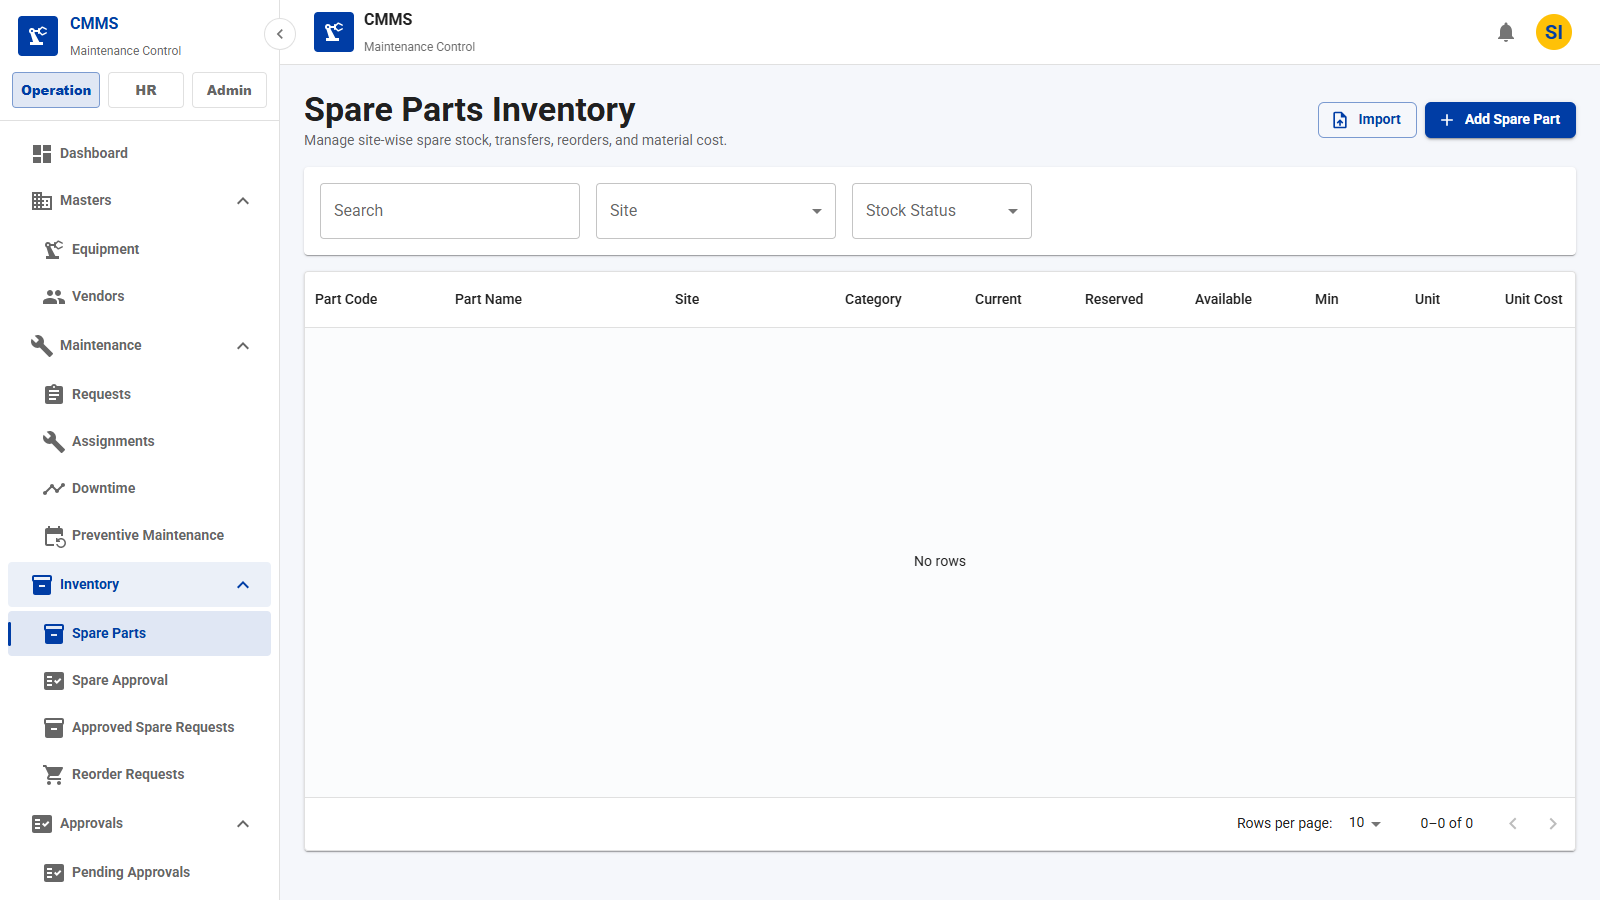 CMMS
Maintenance Control
Operation
HR
Admin
Dashboard
Masters
Equipment
Vendors
Maintenance
Requests
Assignments
Downtime
Preventive Maintenance
Inventory
Spare Parts
Spare Approval
Approved Spare Requests
Reorder Requests
Approvals
Pending Approvals
CMMS
Maintenance Control
SI
Spare Parts Inventory
Manage site-wise spare stock, transfers, reorders, and material cost.
Import
Add Spare Part
Search
Site
Stock Status
Part Code Part Name Site Category Current Reserved Available Min Unit Unit Cost
No rows
Rows per page: 10 0–0 of 0